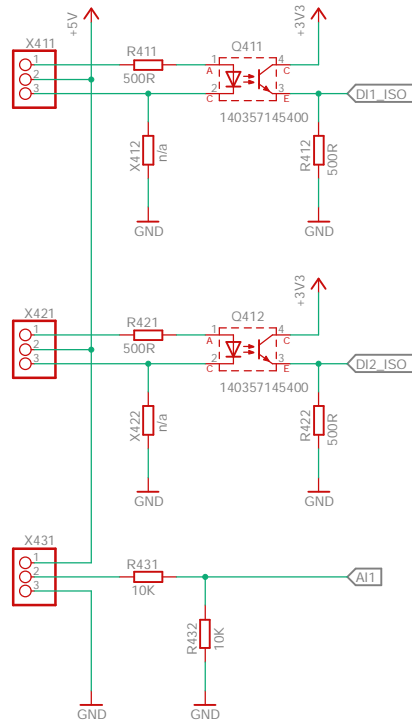 +5V
+3V3
X411
1
2
3
R411
500R
Q411
1
A
2
C
4
C
3
E
140357145400
DI1_ISO
X412
n/a
R412
500R
GND
GND
+3V3
X421
1
2
3
R421
500R
Q412
1
A
2
C
4
C
3
E
140357145400
DI2_ISO
X422
n/a
R422
500R
GND
GND
X431
1
2
3
R431
10K
AI1
R432
10K
GND
GND